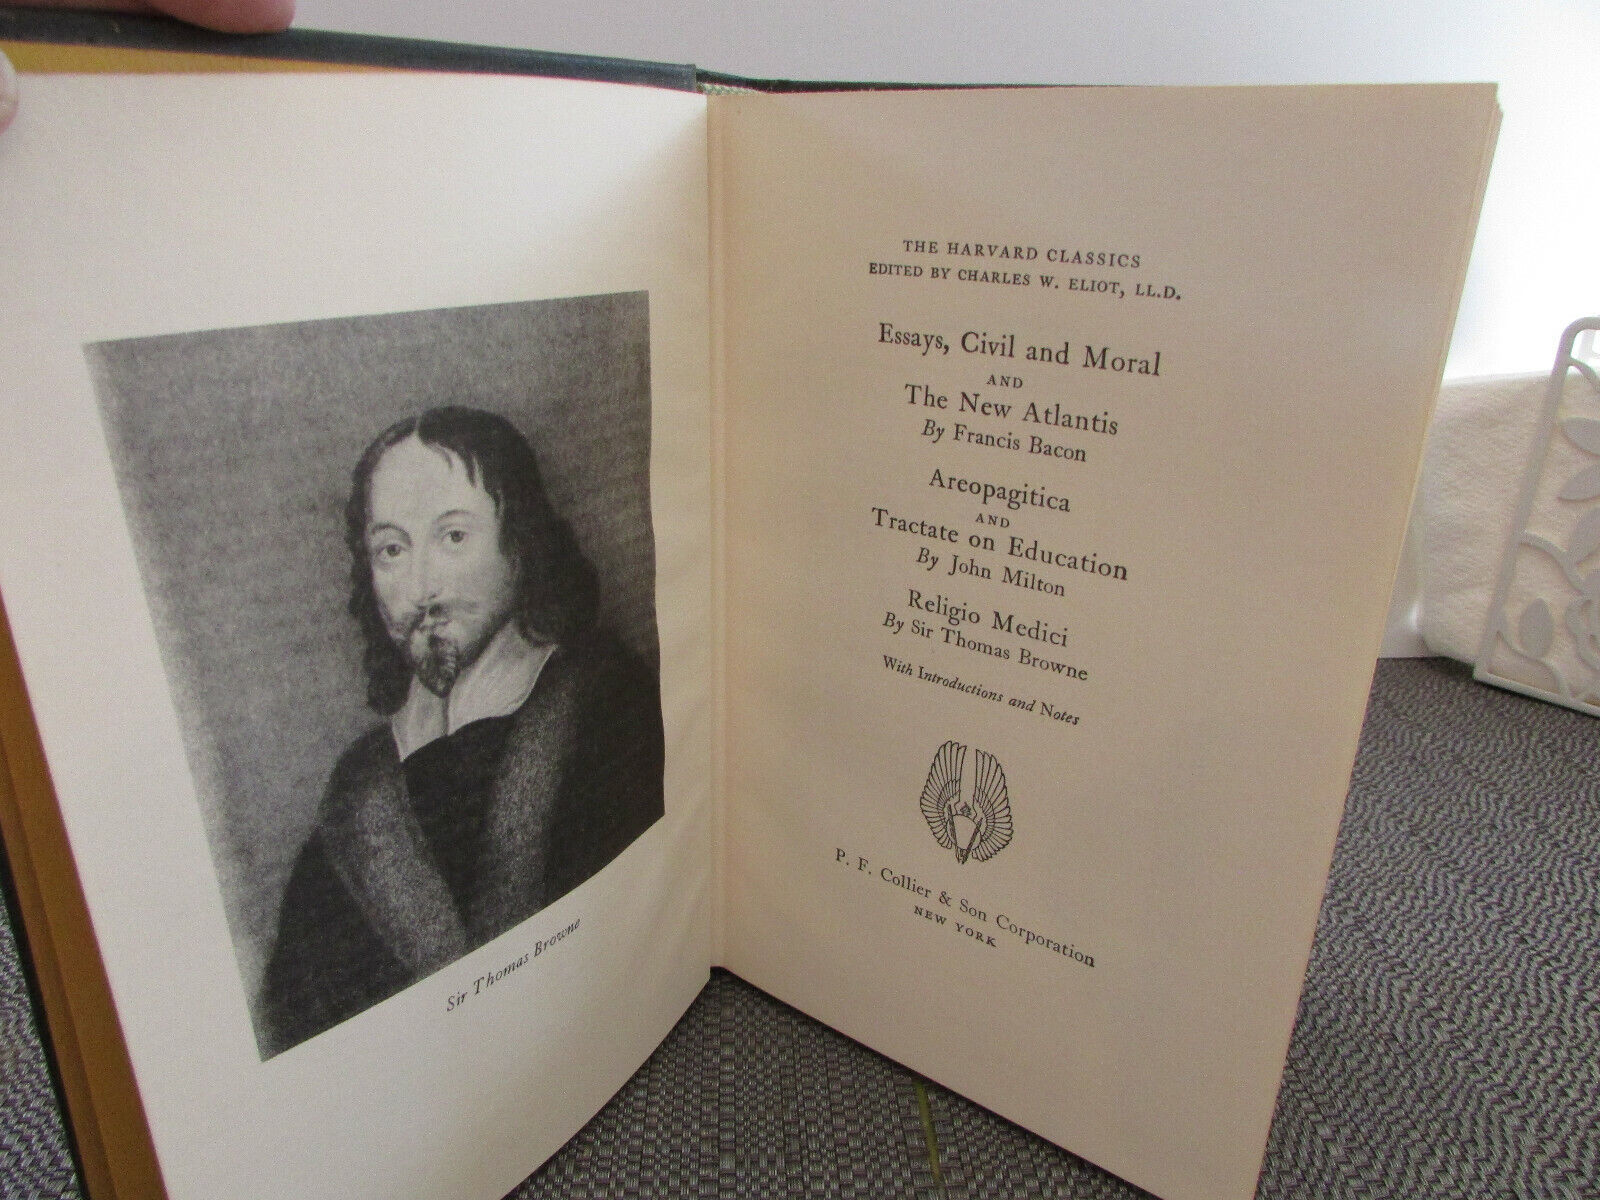 Sir Thomas Browne
THE HARVARD CLASSICS
EDITED BY CHARLES W. ELIOT, LL.D.
Essays, Civil and Moral
AND
The New Atlantis
By Francis Bacon
Areopagitica
AND
Tractate on Education
By John Milton
Religio Medici
By Sir Thomas Browne
With Introductions and Notes
P. F. Collier & Son Corporation
NEW YORK